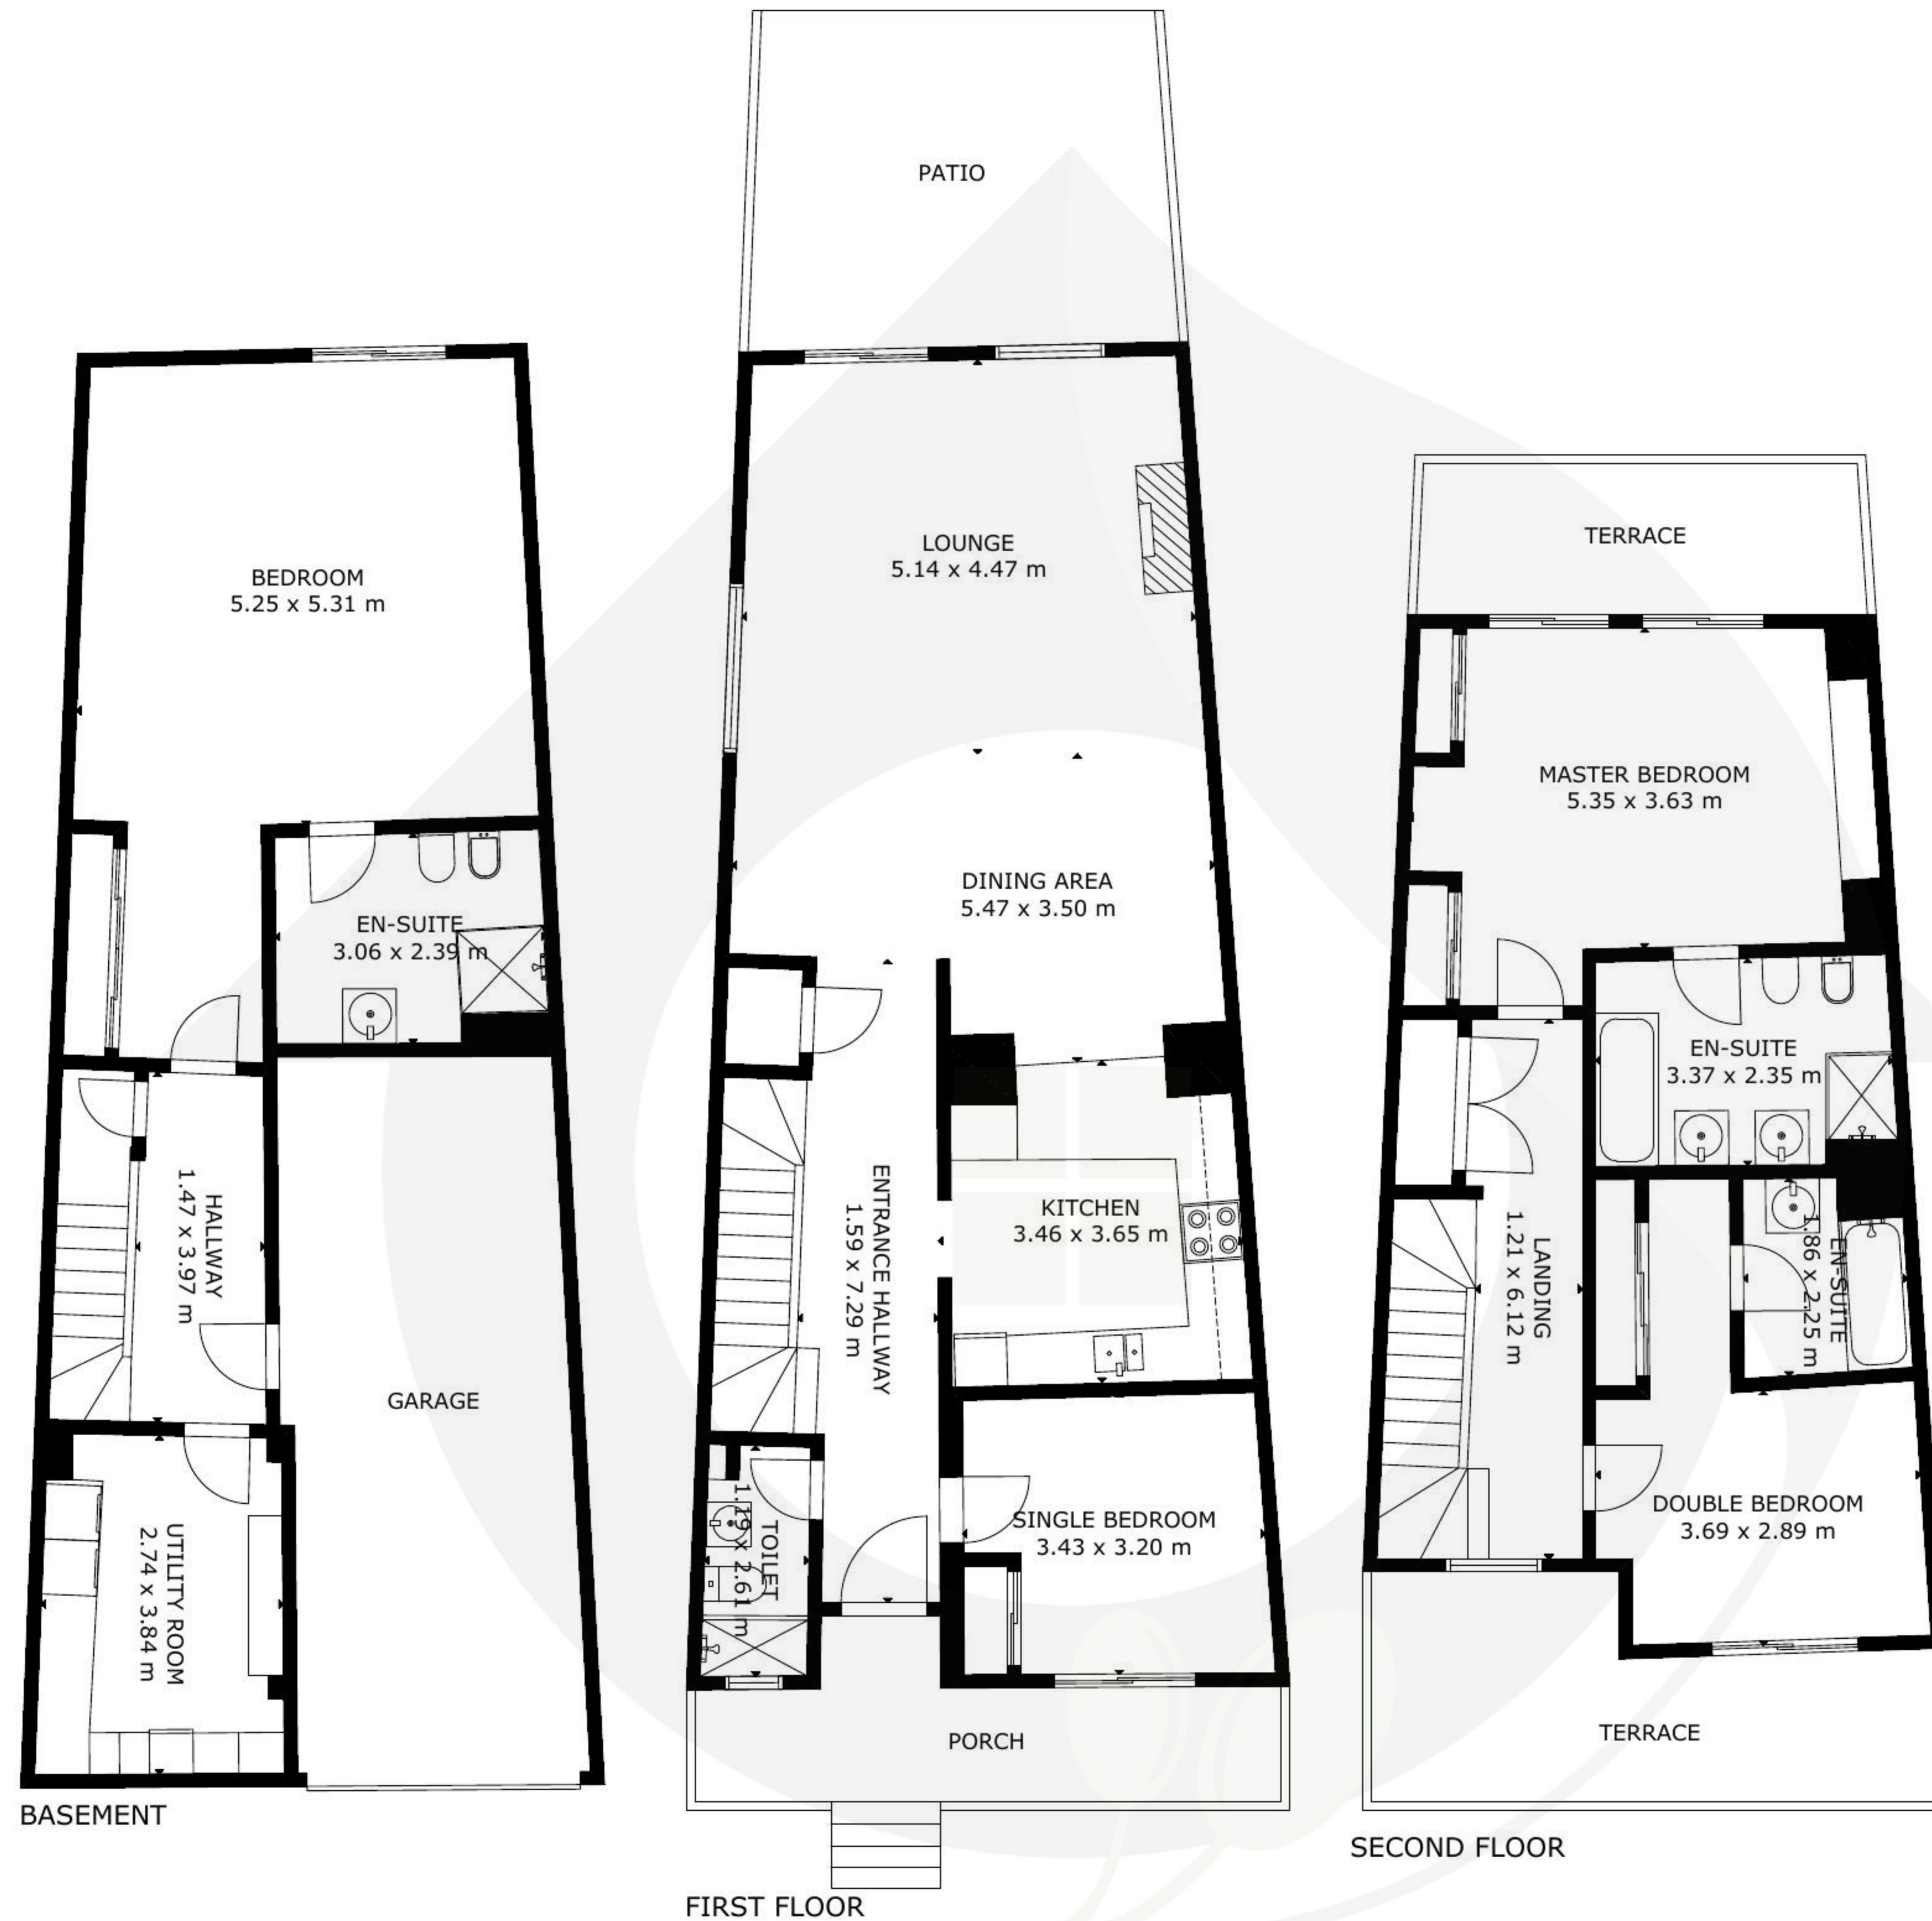 BEDROOM
5.25 x 5.31 m
EN-SUITE
3.06 x 2.39 m
HALLWAY
1.47 x 3.97 m
GARAGE
UTILITY ROOM
2.74 x 3.84 m
BASEMENT
PATIO
LOUNGE
5.14 x 4.47 m
DINING AREA
5.47 x 3.50 m
ENTRANCE HALLWAY
1.59 x 7.29 m
KITCHEN
3.46 x 3.65 m
TOILET
1.19 x 2.61 m
SINGLE BEDROOM
3.43 x 3.20 m
PORCH
FIRST FLOOR
TERRACE
MASTER BEDROOM
5.35 x 3.63 m
EN-SUITE
3.37 x 2.35 m
LANDING
1.21 x 6.12 m
EN-SUITE
1.86 x 2.25 m
DOUBLE BEDROOM
3.69 x 2.89 m
TERRACE
SECOND FLOOR